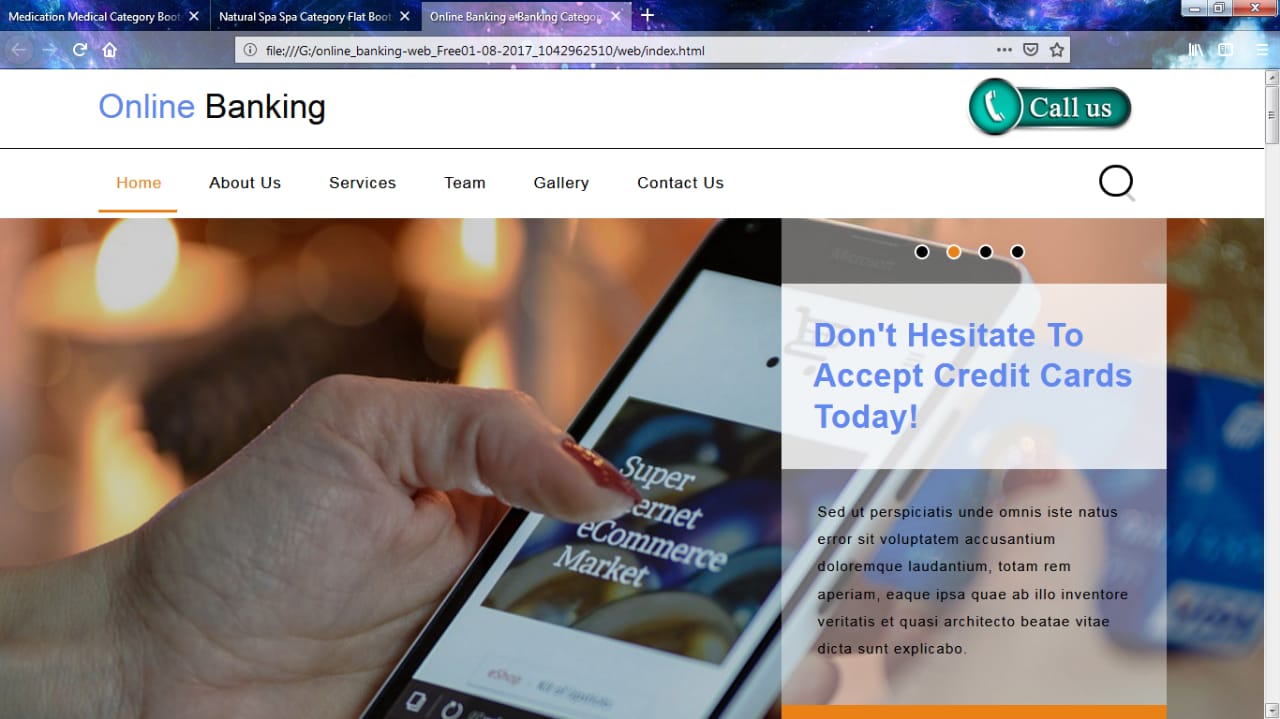 Medication Medical Category Boot
Natural Spa Spa Category Flat Boot
Online Banking a Banking Categor
file:///G:/online_banking-web_Free01-08-2017_1042962510/web/index.html
Online Banking
Call us
Home
About Us
Services
Team
Gallery
Contact Us
Microsoft
Don't Hesitate To
Accept Credit Cards
Today!
Super
ernet
eCommerce
Market
Sed ut perspiciatis unde omnis iste natus
error sit voluptatem accusantium
doloremque laudantium, totam rem
aperiam, eaque ipsa quae ab illo inventore
veritatis et quasi architecto beatae vitae
dicta sunt explicabo.
eShop